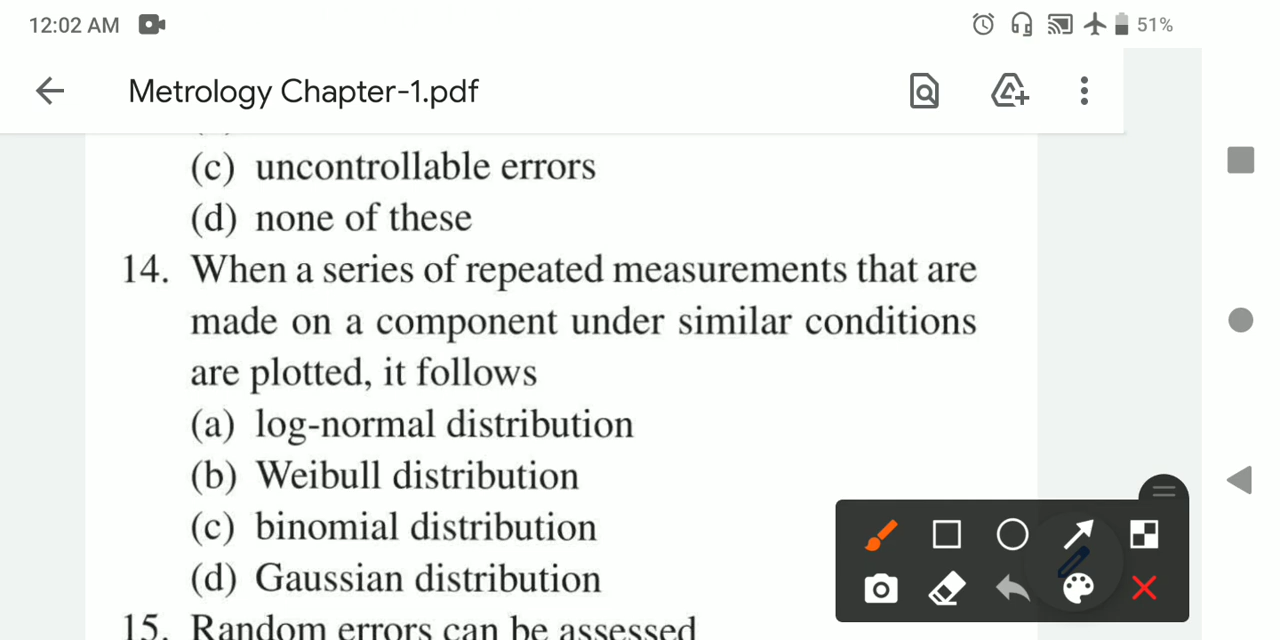 12:02 AM
51%
Metrology Chapter-1.pdf
(c) uncontrollable errors
(d) none of these
14. When a series of repeated measurements that are
made on a component under similar conditions
are plotted, it follows
(a) log-normal distribution
(b) Weibull distribution
(c) binomial distribution
(d) Gaussian distribution
15. Random errors can be assessed